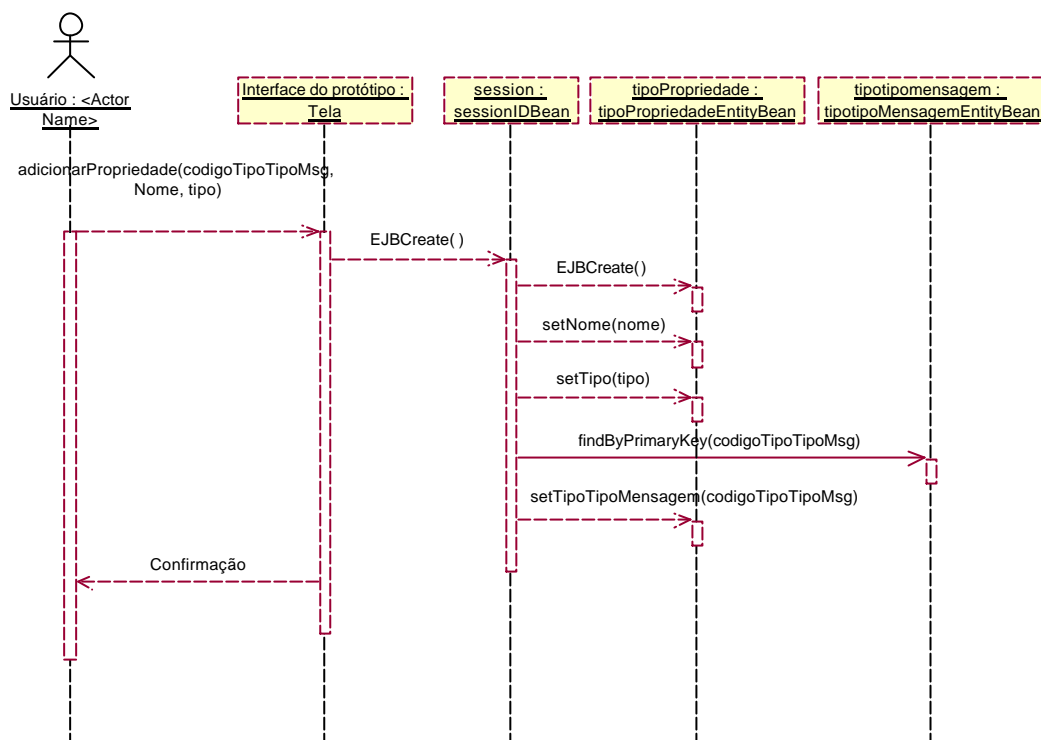 Usuário : <Actor
Name>
Interface do protótipo :
Tela
session :
sessionIDBean
tipoPropriedade :
tipoPropriedadeEntityBean
tipotipomensagem :
tipotipoMensagemEntityBean
adicionarPropriedade(codigoTipoTipoMsg,
Nome, tipo)
EJBCreate( )
EJBCreate()
setNome(nome)
setTipo(tipo)
findByPrimaryKey(codigoTipoTipoMsg)
setTipoTipoMensagem(codigoTipoTipoMsg)
Confirmação